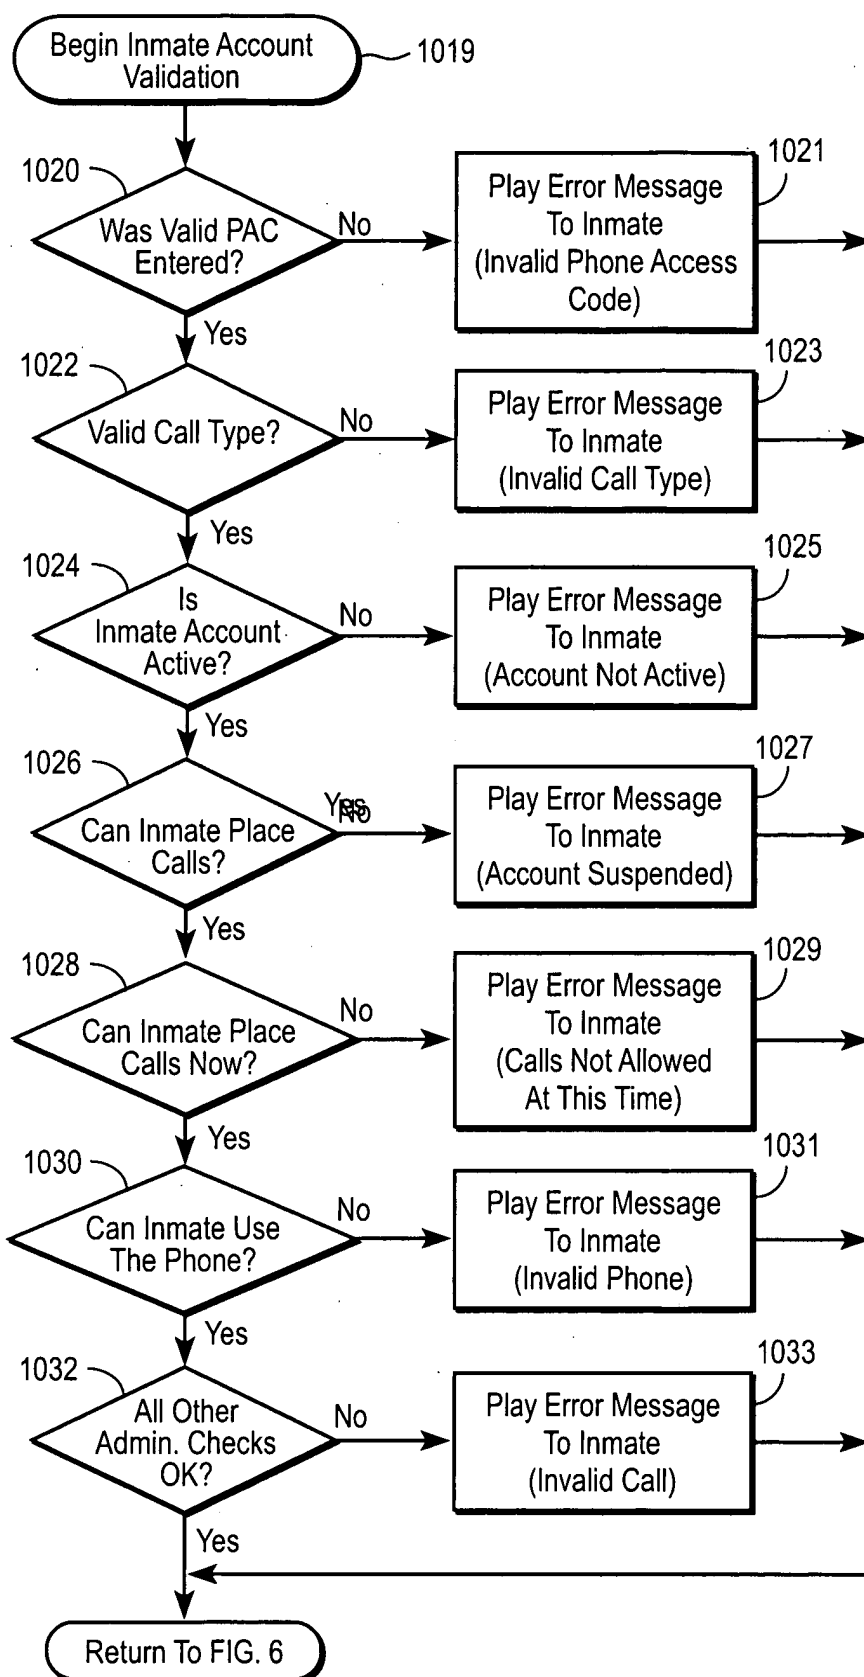 Begin Inmate Account
Validation
1019
1020
Was Valid PAC
Entered?
No
Play Error Message
To Inmate
(Invalid Phone Access
Code)
1021
Yes
1022
Valid Call Type?
No
Play Error Message
To Inmate
(Invalid Call Type)
1023
Yes
1024
Is
Inmate Account
Active?
No
Play Error Message
To Inmate
(Account Not Active)
1025
Yes
1026
Can Inmate Place
Calls?
Yes
No
Play Error Message
To Inmate
(Account Suspended)
1027
Yes
1028
Can Inmate Place
Calls Now?
No
Play Error Message
To Inmate
(Calls Not Allowed
At This Time)
1029
Yes
1030
Can Inmate Use
The Phone?
No
Play Error Message
To Inmate
(Invalid Phone)
1031
Yes
1032
All Other
Admin. Checks
OK?
No
Play Error Message
To Inmate
(Invalid Call)
1033
Yes
Return To FIG. 6